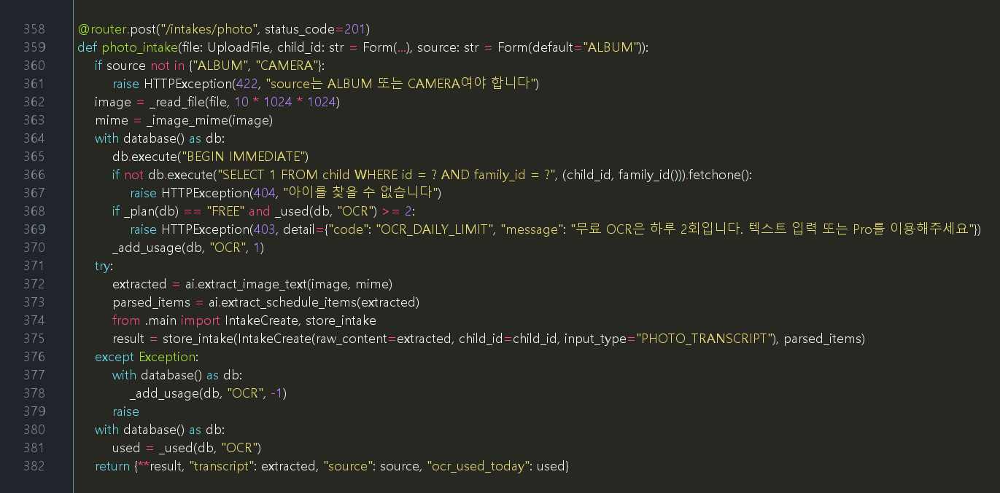 358 @router.post("/intakes/photo", status_code=201)
359 def photo_intake(file: UploadFile, child_id: str = Form(...), source: str = Form(default="ALBUM")):
360     if source not in {"ALBUM", "CAMERA"}:
361         raise HTTPException(422, "source는 ALBUM 또는 CAMERA여야 합니다")
362     image = _read_file(file, 10 * 1024 * 1024)
363     mime = _image_mime(image)
364     with database() as db:
365         db.execute("BEGIN IMMEDIATE")
366         if not db.execute("SELECT 1 FROM child WHERE id = ? AND family_id = ?", (child_id, family_id())).fetchone():
367             raise HTTPException(404, "아이를 찾을 수 없습니다")
368         if _plan(db) == "FREE" and _used(db, "OCR") >= 2:
369             raise HTTPException(403, detail={"code": "OCR_DAILY_LIMIT", "message": "무료 OCR은 하루 2회입니다. 텍스트 입력 또는 Pro를 이용해주세요"})
370         _add_usage(db, "OCR", 1)
371     try:
372         extracted = ai.extract_image_text(image, mime)
373         parsed_items = ai.extract_schedule_items(extracted)
374         from .main import IntakeCreate, store_intake
375         result = store_intake(IntakeCreate(raw_content=extracted, child_id=child_id, input_type="PHOTO_TRANSCRIPT"), parsed_items)
376     except Exception:
377         with database() as db:
378             _add_usage(db, "OCR", -1)
379         raise
380     with database() as db:
381         used = _used(db, "OCR")
382     return {**result, "transcript": extracted, "source": source, "ocr_used_today": used}